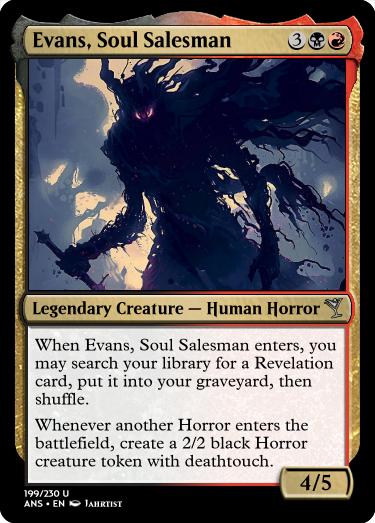 Evans, Soul Salesman 3
Legendary Creature — Human Horror
When Evans, Soul Salesman enters, you
may search your library for a Revelation
card, put it into your graveyard, then
shuffle.
Whenever another Horror enters the
battlefield, create a 2/2 black Horror
creature token with deathtouch.
4/5
199/230 U
ANS • EN Jahrtist